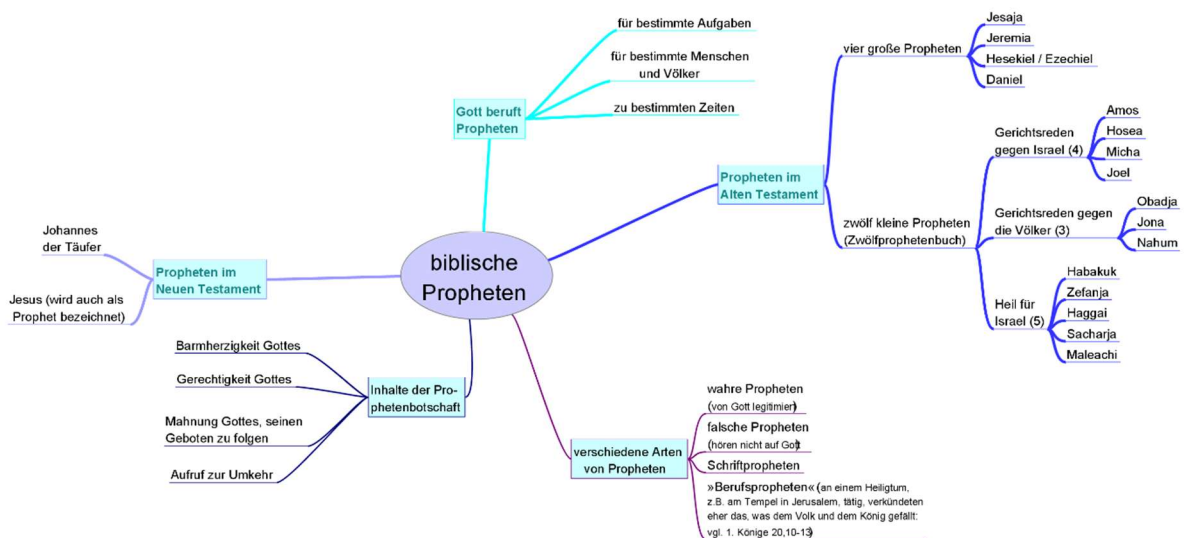 biblische
Propheten
Gott beruft
Propheten
für bestimmte Aufgaben
für bestimmte Menschen
und Völker
zu bestimmten Zeiten
Propheten im
Alten Testament
vier große Propheten
Jesaja
Jeremia
Hesekiel / Ezechiel
Daniel
zwölf kleine Propheten
(Zwölfprophetenbuch)
Gerichtsreden
gegen Israel (4)
Amos
Hosea
Micha
Joel
Gerichtsreden gegen
die Völker (3)
Obadja
Jona
Nahum
Heil für
Israel (5)
Habakuk
Zefanja
Haggai
Sacharja
Maleachi
verschiedene Arten
von Propheten
wahre Propheten
(von Gott legitimiert)
falsche Propheten
(hören nicht auf Gott)
Schriftpropheten
»Berufspropheten« (an einem Heiligtum,
z.B. am Tempel in Jerusalem, tätig, verkündeten
eher das, was dem Volk und dem König gefällt:
vgl. 1. Könige 20,10-13)
Inhalte der Pro-
phetenbotschaft
Barmherzigkeit Gottes
Gerechtigkeit Gottes
Mahnung Gottes, seinen
Geboten zu folgen
Aufruf zur Umkehr
Propheten im
Neuen Testament
Johannes
der Täufer
Jesus (wird auch als
Prophet bezeichnet)